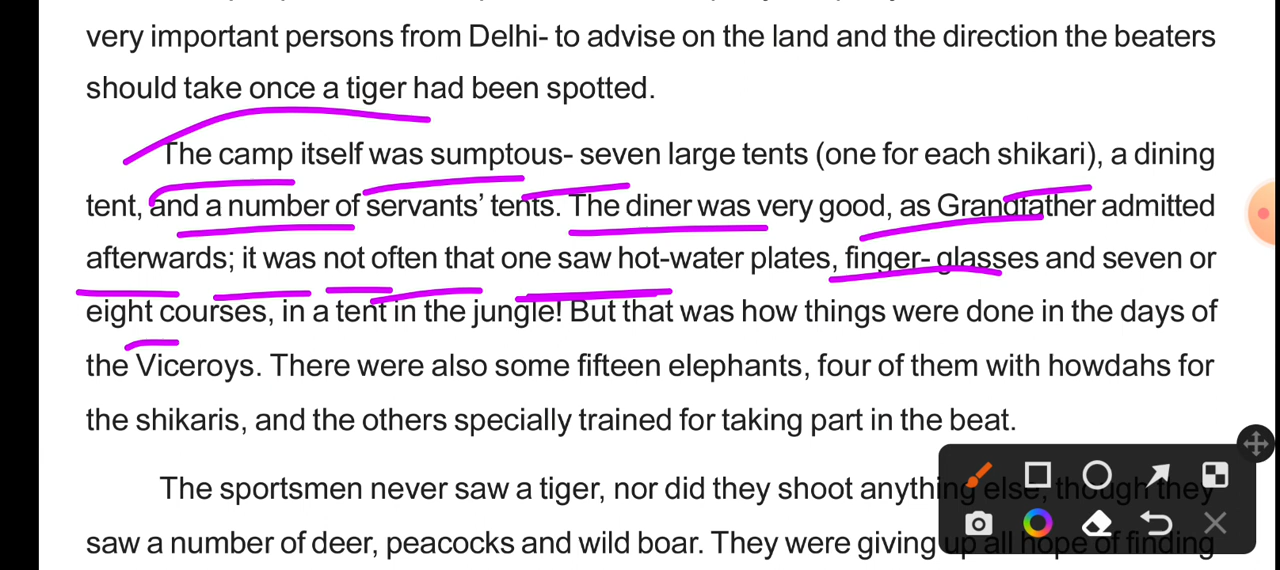 very important persons from Delhi- to advise on the land and the direction the beaters
should take once a tiger had been spotted.
The camp itself was sumptous- seven large tents (one for each shikari), a dining
tent, and a number of servants' tents. The diner was very good, as Grandfather admitted
afterwards; it was not often that one saw hot-water plates, finger- glasses and seven or
eight courses, in a tent in the jungle! But that was how things were done in the days of
the Viceroys. There were also some fifteen elephants, four of them with howdahs for
the shikaris, and the others specially trained for taking part in the beat.
The sportsmen never saw a tiger, nor did they shoot anything else, though they
saw a number of deer, peacocks and wild boar. They were giving up all hope of finding